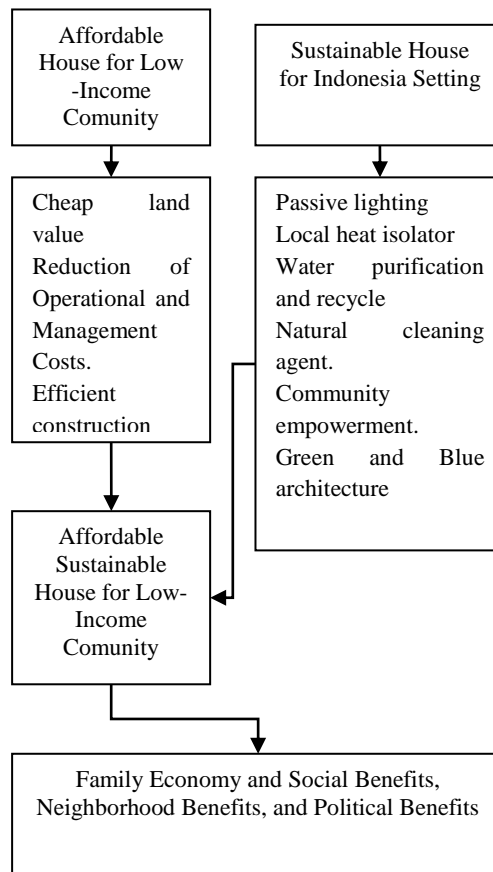 Affordable
House for Low
-Income
Comunity
Sustainable House
for Indonesia Setting
Cheap land
value
Reduction of
Operational and
Management
Costs.
Efficient
construction
Passive lighting
Local heat isolator
Water purification
and recycle
Natural cleaning
agent.
Community
empowerment.
Green and Blue
architecture
Affordable
Sustainable
House for Low-
Income
Comunity
Family Economy and Social Benefits,
Neighborhood Benefits, and Political Benefits